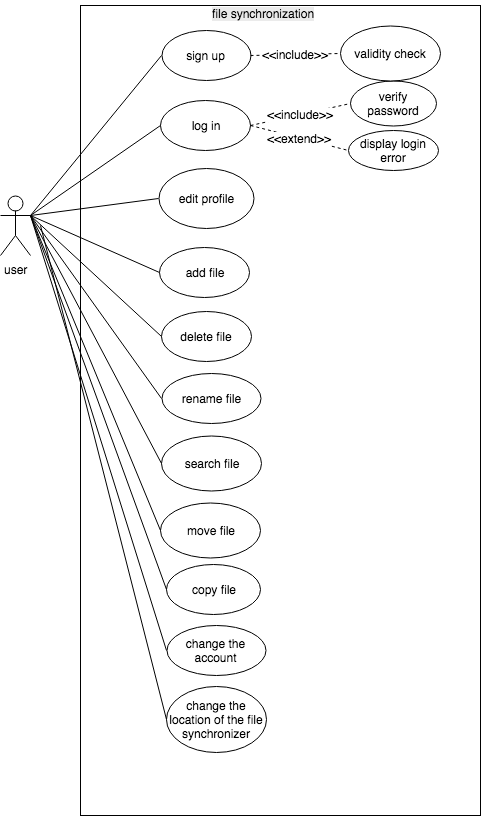 file synchronization
sign up
<<include>>
validity check
log in
<<include>>
verify
password
<<extend>>
display login
error
edit profile
user
add file
delete file
rename file
search file
move file
copy file
change the
account
change the
location of the file
synchronizer